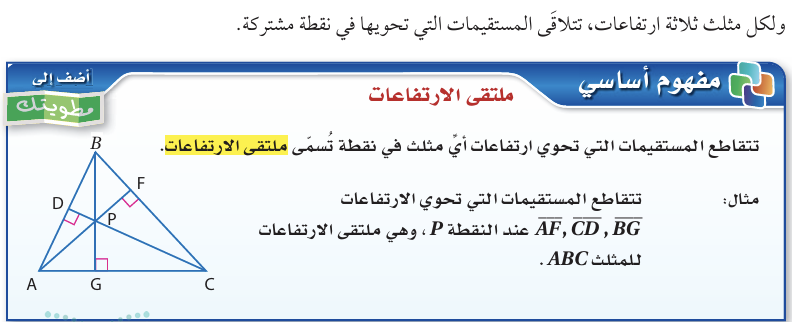 ولكل مثلث ثلاثة ارتفاعات، تتلاقَى المستقيمات التي تحويها في نقطة مشتركة.
مفهوم أساسي
أضف إلى
مطويتك
ملتقى الارتفاعات
تتقاطع المستقيمات التي تحوي ارتفاعات أيِّ مثلث في نقطة تُسمّى ملتقى الارتفاعات.
مثال: تتقاطع المستقيمات التي تحوي الارتفاعات
AF, CD, BG عند النقطة P، وهي ملتقى الارتفاعات
للمثلث ABC.
B
F
D
P
A
G
C